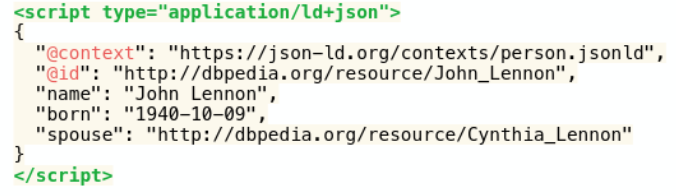 <script type="application/ld+json">
{
  "@context": "https://json-ld.org/contexts/person.jsonld",
  "@id": "http://dbpedia.org/resource/John_Lennon",
  "name": "John Lennon",
  "born": "1940-10-09",
  "spouse": "http://dbpedia.org/resource/Cynthia_Lennon"
}
</script>